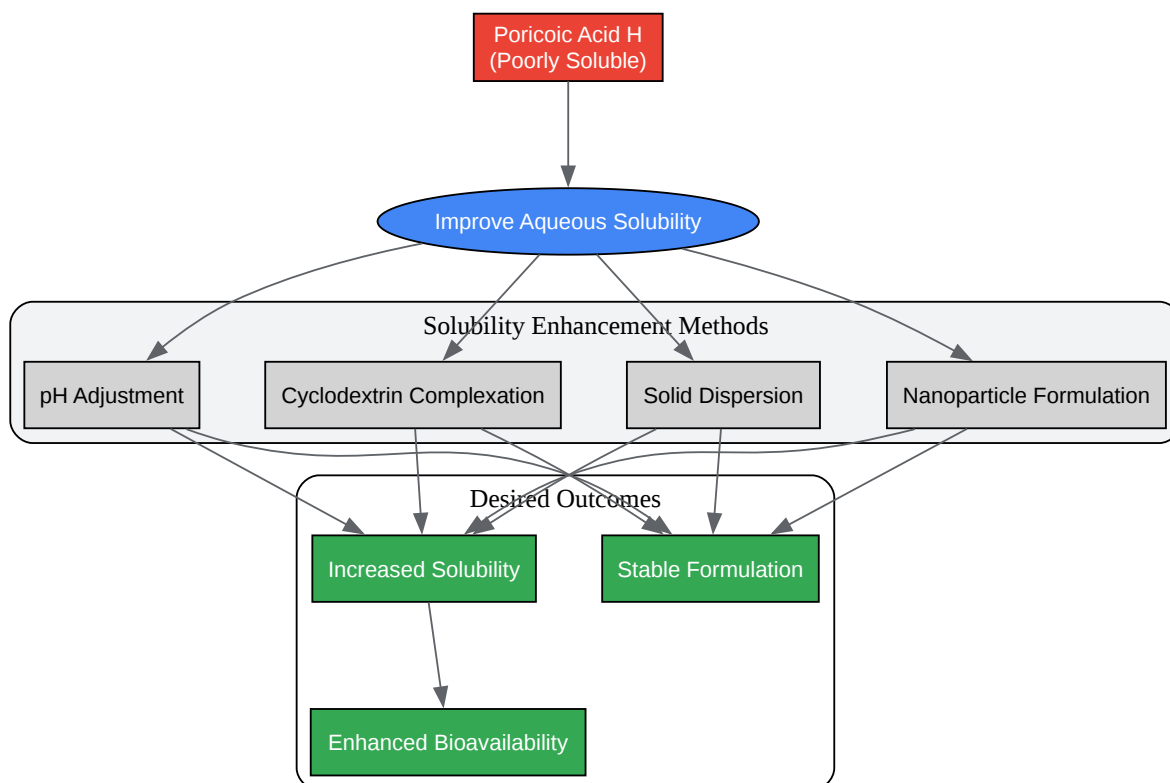 Poricoic Acid H
(Poorly Soluble)
Improve Aqueous Solubility
Solubility Enhancement Methods
pH Adjustment
Cyclodextrin Complexation
Solid Dispersion
Nanoparticle Formulation
Desired Outcomes
Increased Solubility
Stable Formulation
Enhanced Bioavailability